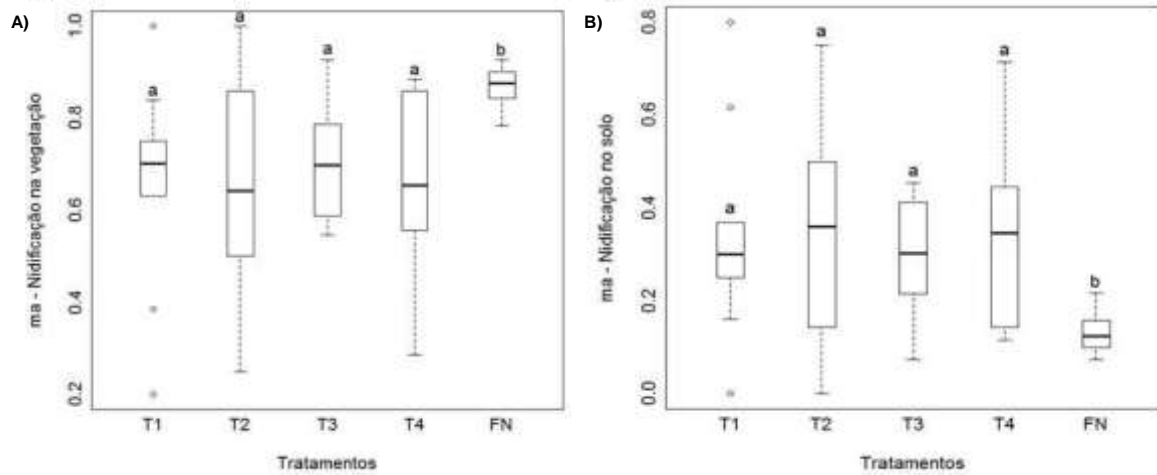 A)
ma - Nidificação na vegetação
1.0
0.8
0.6
0.4
0.2
a
a
a
a
b
T1 T2 T3 T4 FN
Tratamentos
B)
ma - Nidificação no solo
0.8
0.6
0.4
0.2
0.0
a
a
a
a
b
T1 T2 T3 T4 FN
Tratamentos